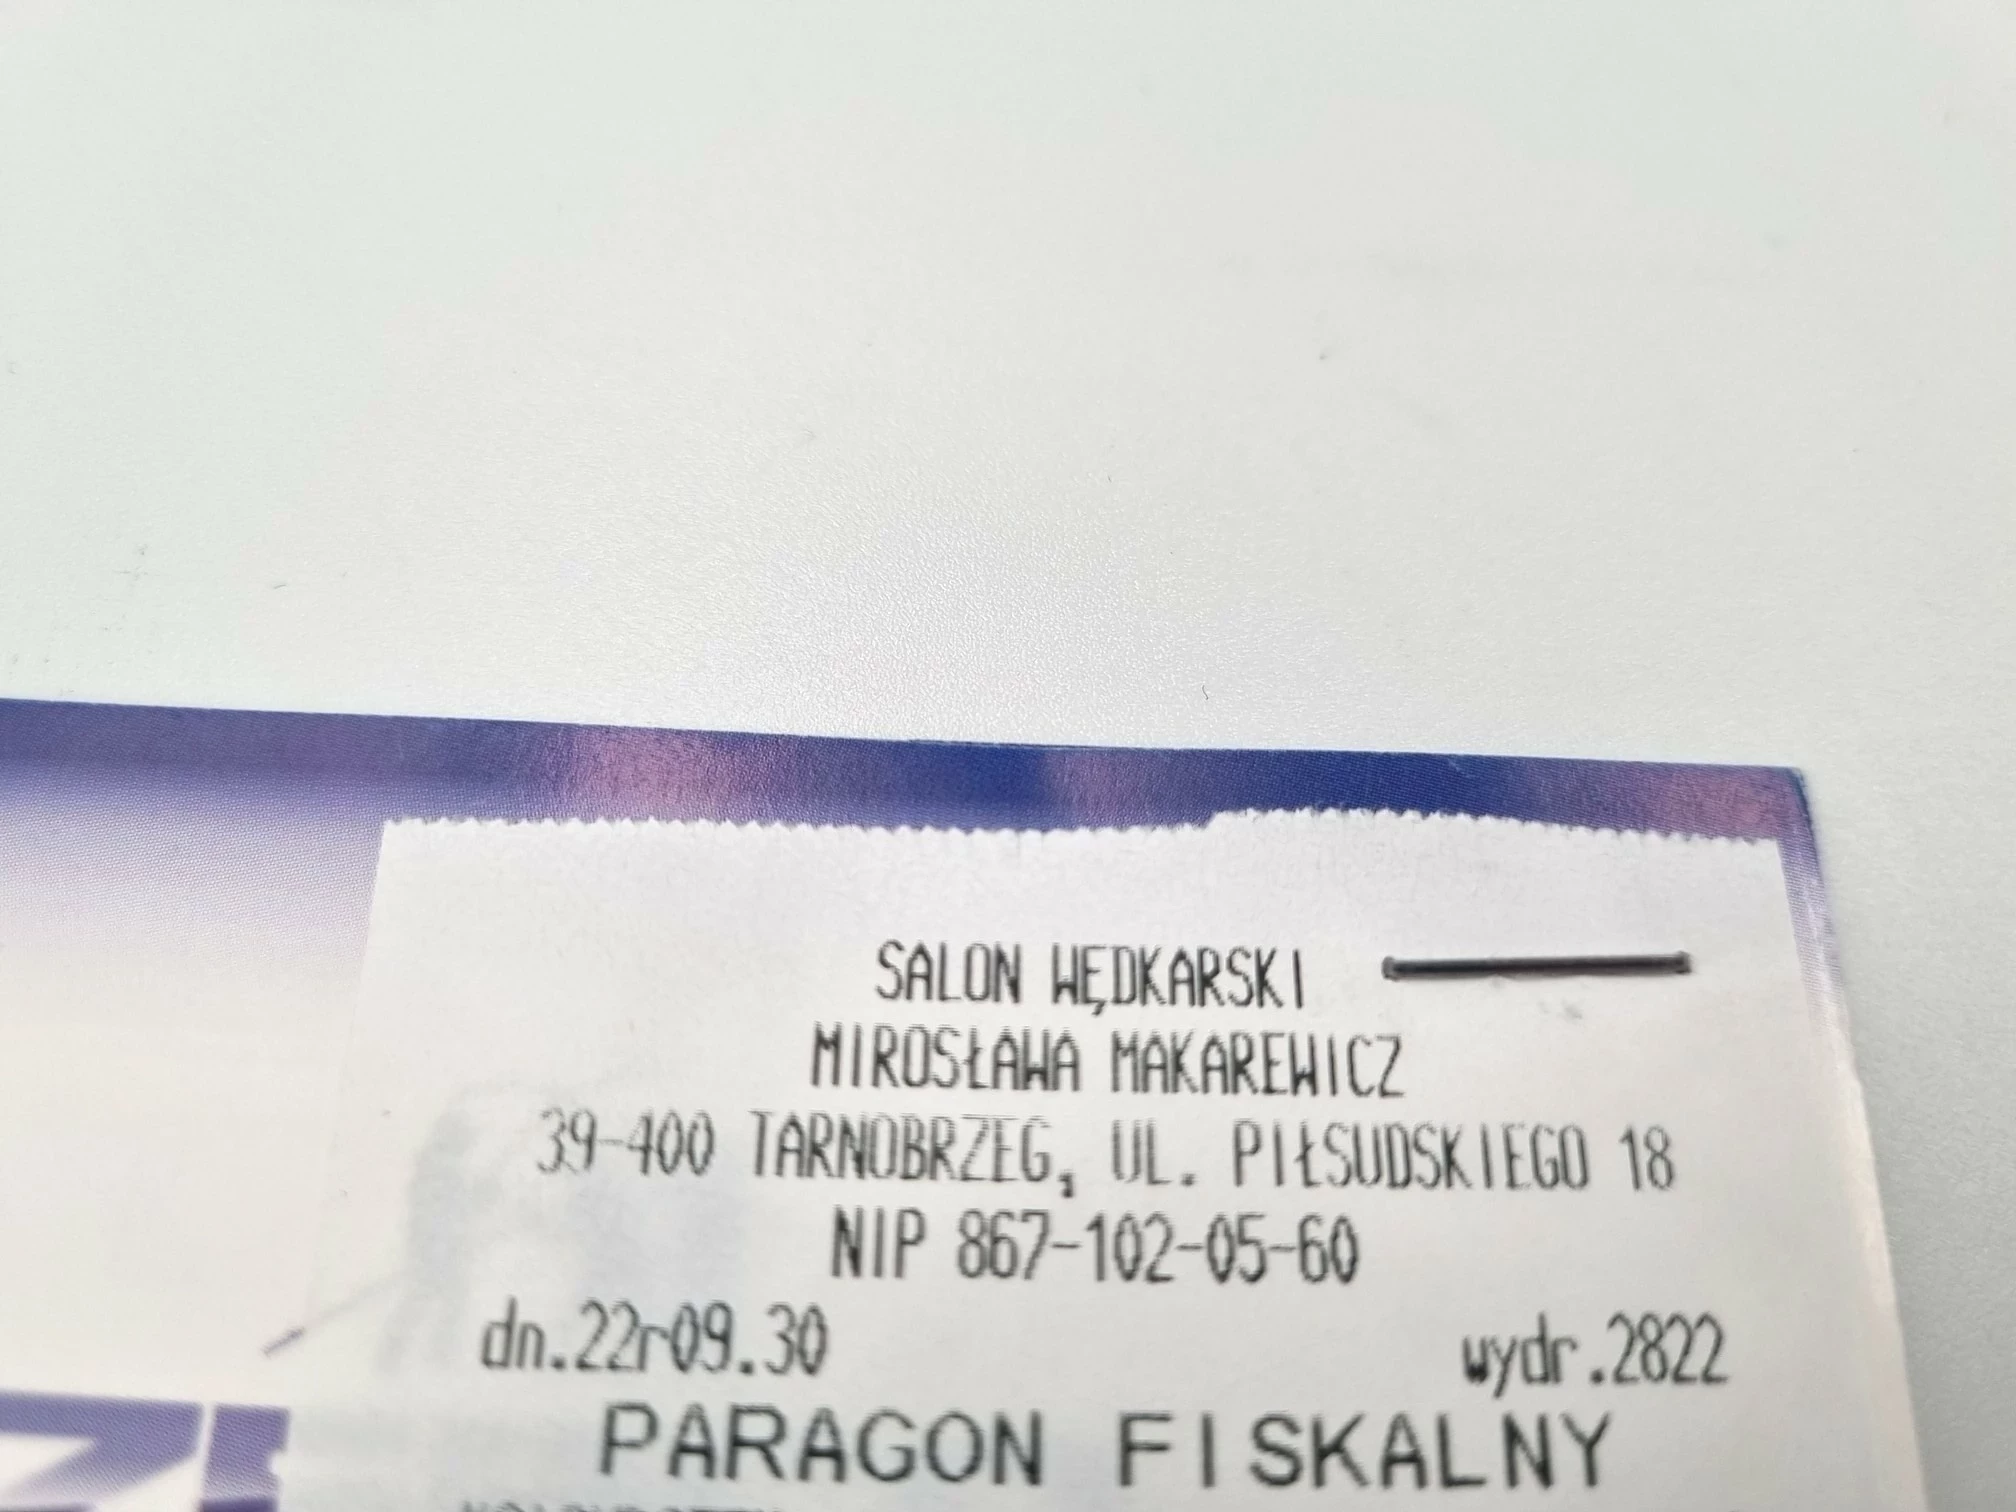 SALON WĘDKARSKI
MIROSŁAWA MAKAREWICZ
39-400 TARNOBRZEG, UL. PIŁSUDSKIEGO 18
NIP 867-102-05-60
dn.22r09.30 wydr.2822
PARAGON FISKALNY